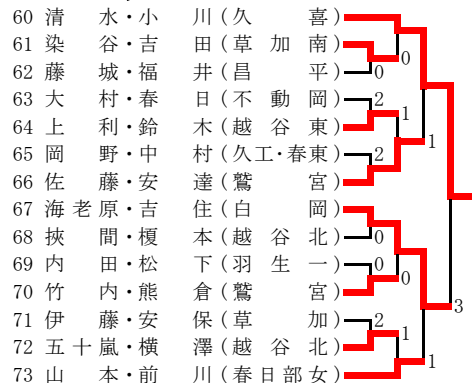 60 清水・小川(久喜)
61 染谷・吉田(草加南)
0
62 藤城・福井(昌平)
0
63 大村・春日(不動岡)
2
64 上利・鈴木(越谷東)
1
1
65 岡野・中村(久工・春東)
2
66 佐藤・安達(鷲宮)
67 海老原・吉住(白岡)
68 挾間・榎本(越谷北)
0
69 内田・松下(羽生一)
0
0
70 竹内・熊倉(鷲宮)
3
71 伊藤・安保(草加)
2
72 五十嵐・横澤(越谷北)
1
73 山本・前川(春日部女)
1